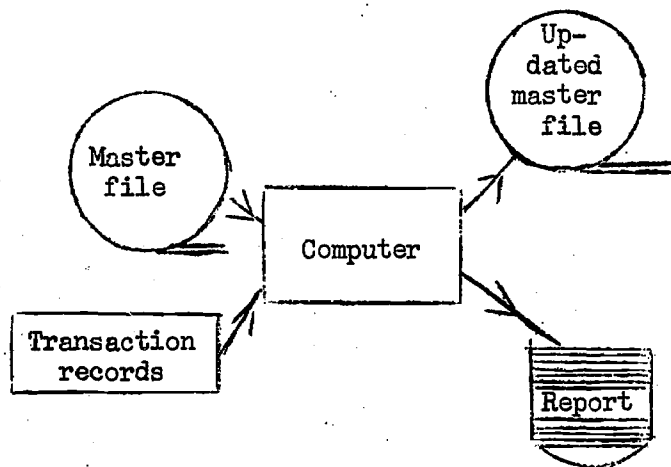 Up-
dated
master
file
Master
file
Computer
Transaction
records
Report